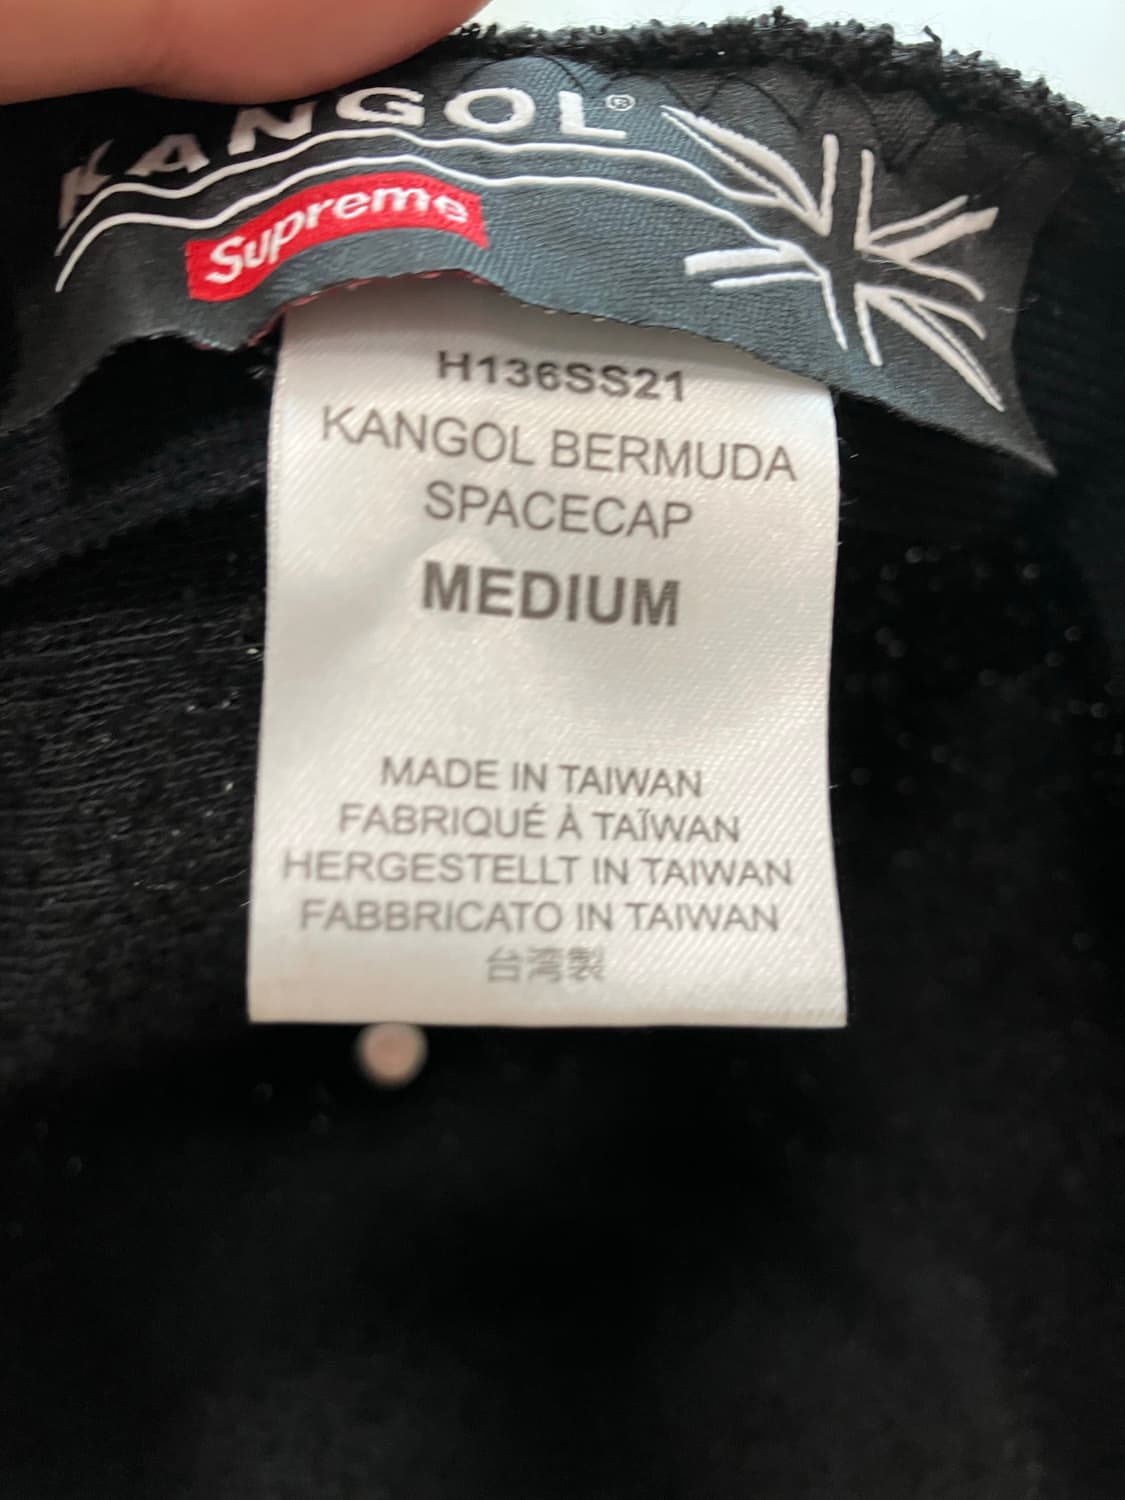 KANGOL®
Supreme
H136SS21
KANGOL BERMUDA
SPACECAP
MEDIUM
MADE IN TAIWAN
FABRIQUÉ À TAÏWAN
HERGESTELLT IN TAIWAN
FABBRICATO IN TAIWAN
台湾製